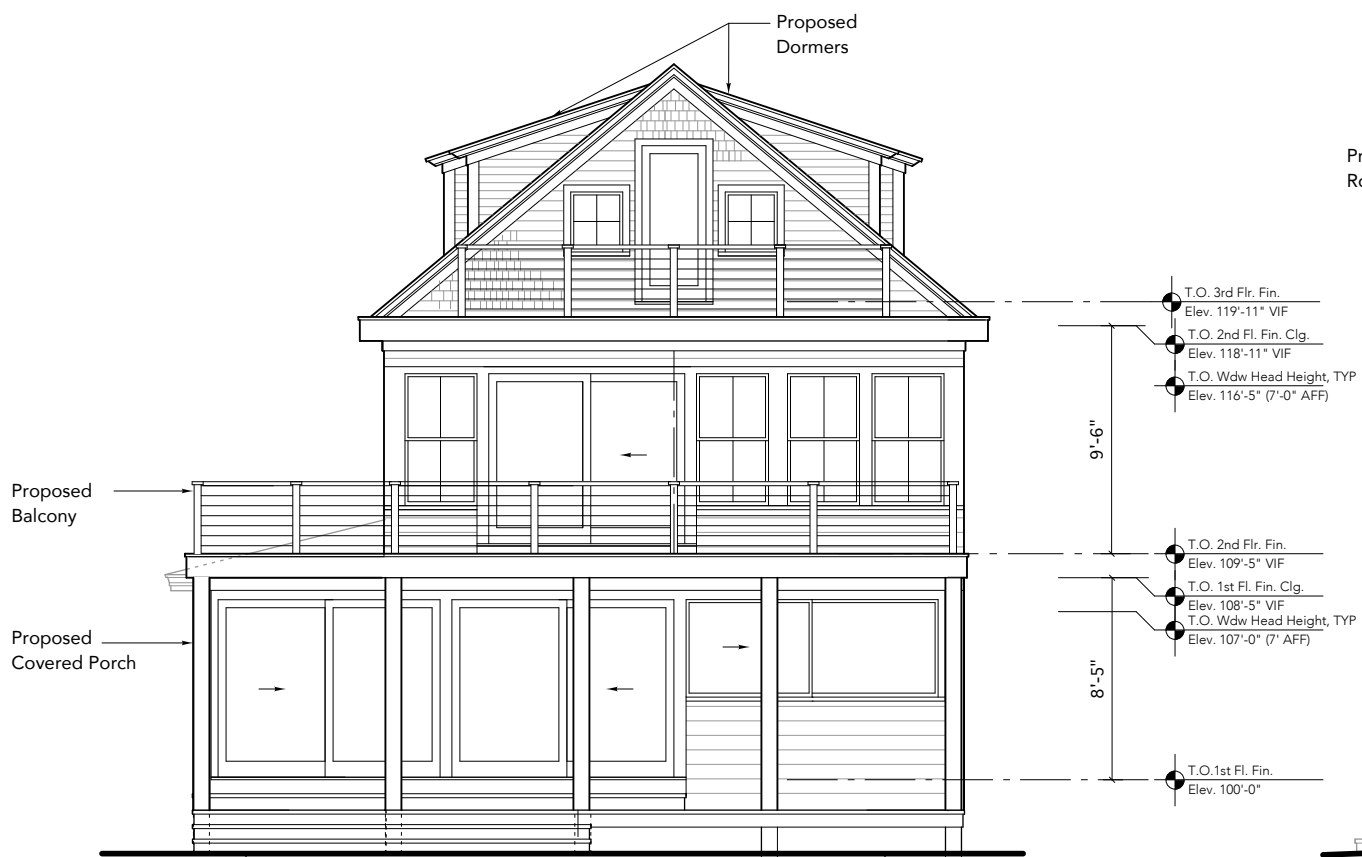 Proposed
Dormers
Pr
Ro
T.O. 3rd Flr. Fin.
Elev. 119'-11" VIF
T.O. 2nd Fl. Fin. Clg.
Elev. 118'-11" VIF
T.O. Wdw Head Height, TYP
Elev. 116'-5" (7'-0" AFF)
9'-6"
Proposed
Balcony
T.O. 2nd Flr. Fin.
Elev. 109'-5" VIF
T.O. 1st Fl. Fin. Clg.
Elev. 108'-5" VIF
T.O. Wdw Head Height, TYP
Elev. 107'-0" (7' AFF)
Proposed
Covered Porch
8'-5"
T.O.1st Fl. Fin.
Elev. 100'-0"